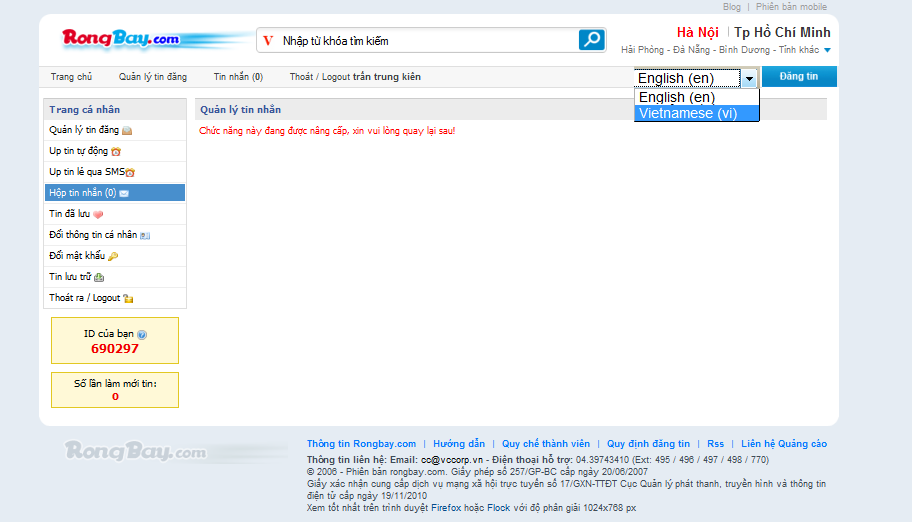 Blog | Phiên bản mobile
RongBay.com
V Nhập từ khóa tìm kiếm
Hà Nội | Tp Hồ Chí Minh
Hải Phòng - Đà Nẵng - Bình Dương - Tỉnh khác
Trang chủ Quản lý tin đăng Tin nhắn (0) Thoát / Logout trần trung kiên
English (en)
Đăng tin
English (en)
Vietnamese (vi)
Trang cá nhân
Quản lý tin đăng
Up tin tự động
Up tin lẻ qua SMS
Hộp tin nhắn (0)
Tin đã lưu
Đổi thông tin cá nhân
Đổi mật khẩu
Tin lưu trữ
Thoát ra / Logout
ID của bạn
690297
Số lần làm mới tin:
0
Quản lý tin nhắn
Chức năng này đang được nâng cấp, xin vui lòng quay lại sau!
RongBay.com
Thông tin Rongbay.com | Hướng dẫn | Quy chế thành viên | Quy định đăng tin | Rss | Liên hệ Quảng cáo
Thông tin liên hệ: Email: cc@vccorp.vn - Điện thoại hỗ trợ: 04.39743410 (Ext: 495 / 496 / 497 / 498 / 770)
© 2006 - Phiên bản rongbay.com. Giấy phép số 257/GP-BC cấp ngày 20/06/2007
Giấy xác nhận cung cấp dịch vụ mạng xã hội trực tuyến số 17/GXN-TTĐT Cục Quản lý phát thanh, truyền hình và thông tin
điện tử cấp ngày 19/11/2010
Xem tốt nhất trên trình duyệt Firefox hoặc Flock với độ phân giải 1024x768 px